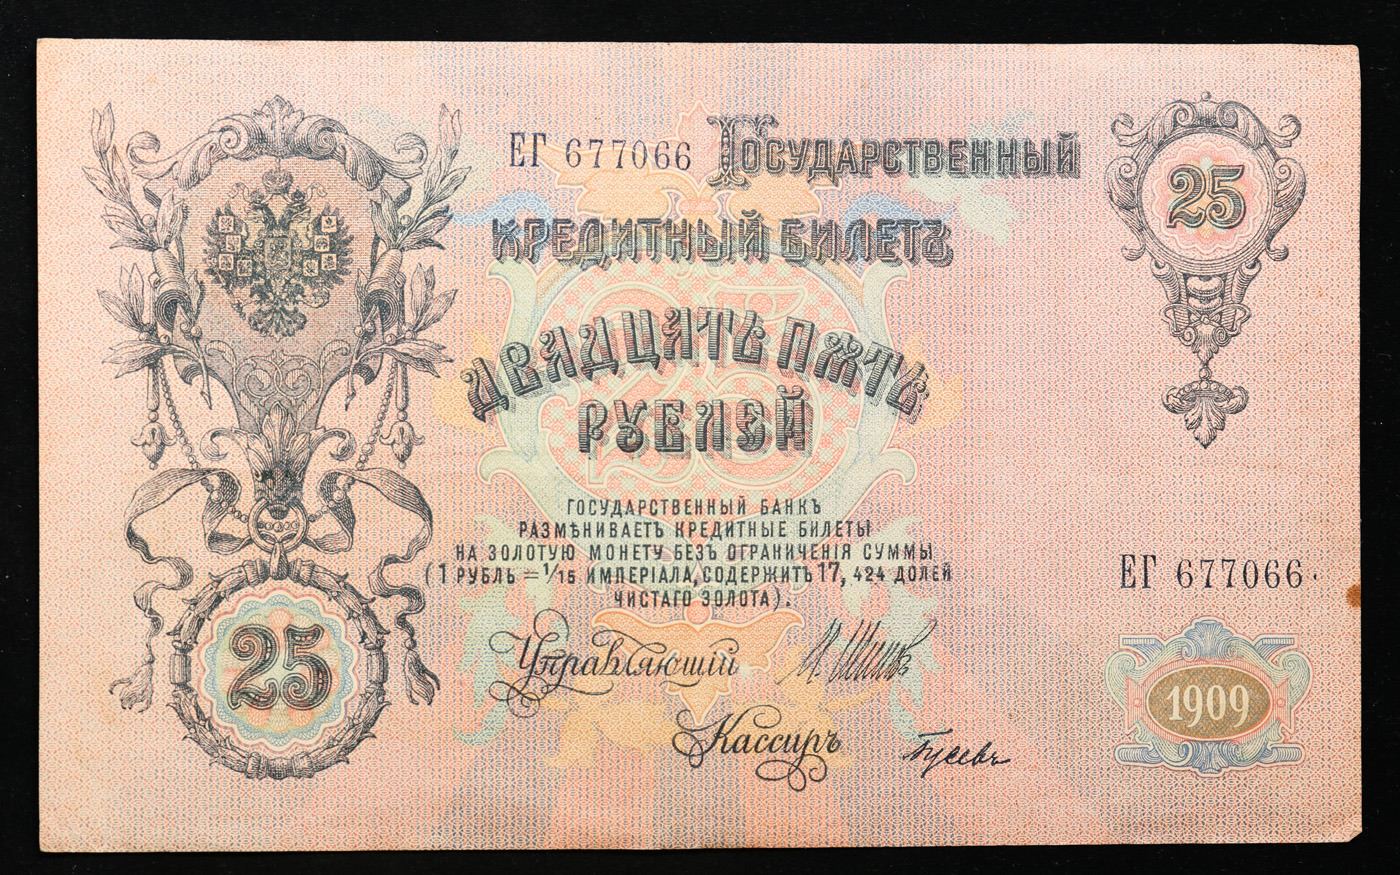 ЕГ 677066 Государственный
25
кредитный билетъ
двадцать пять
рублей
Государственный банкъ
размѣниваетъ кредитные билеты
на золотую монету безъ ограниченія суммы
(1 рубль = 1/15 имперіала, содержитъ 17,424 долей
чистаго золота).
ЕГ 677066
25
Управляющій
1909
Кассиръ
Гусевъ